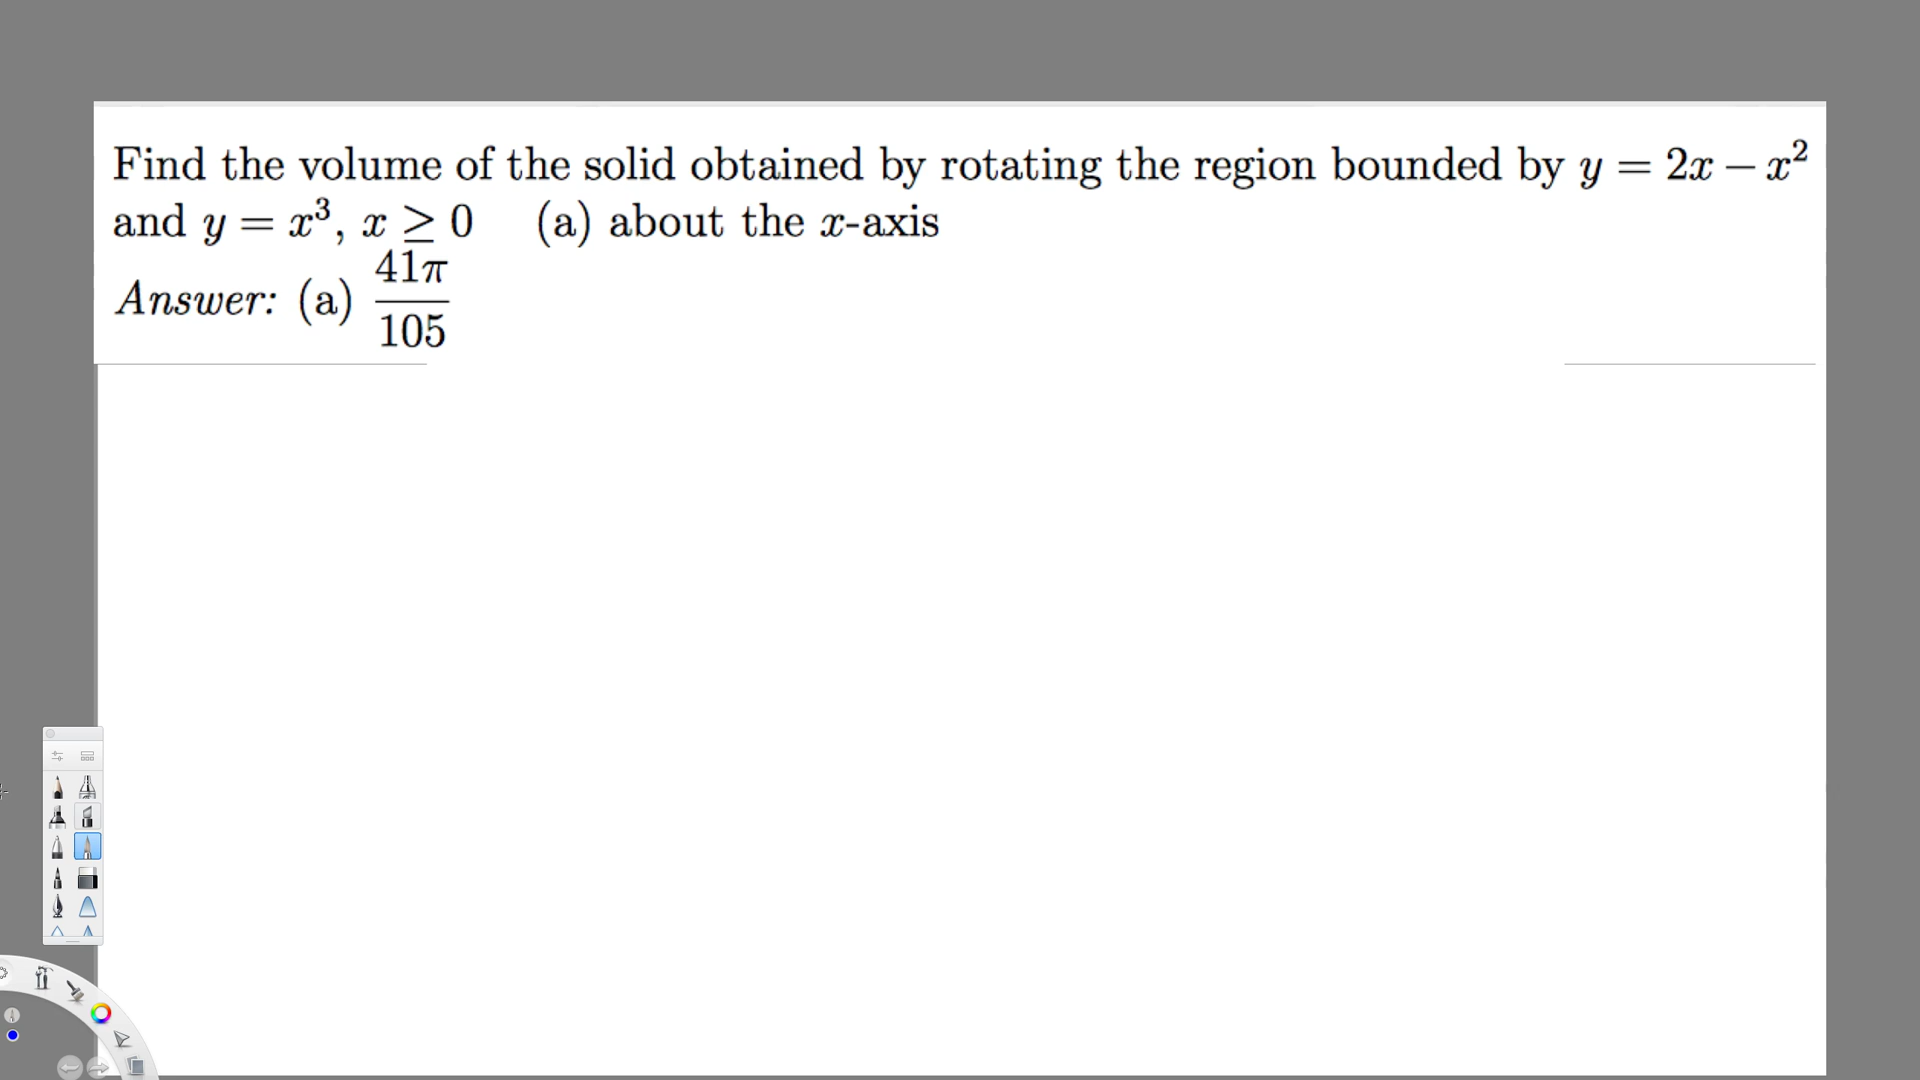 Find the volume of the solid obtained by rotating the region bounded by y = 2x − x²
and y = x³, x ≥ 0 (a) about the x-axis
Answer: (a) 41π/105